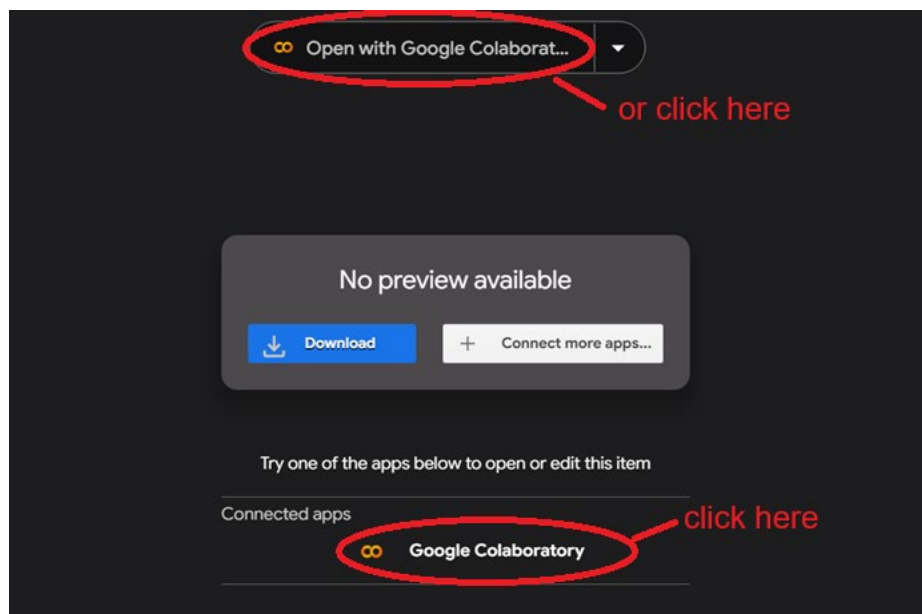 Open with Google Colaborat...
or click here
No preview available
Download
Connect more apps...
Try one of the apps below to open or edit this item
Connected apps
click here
Google Colaboratory